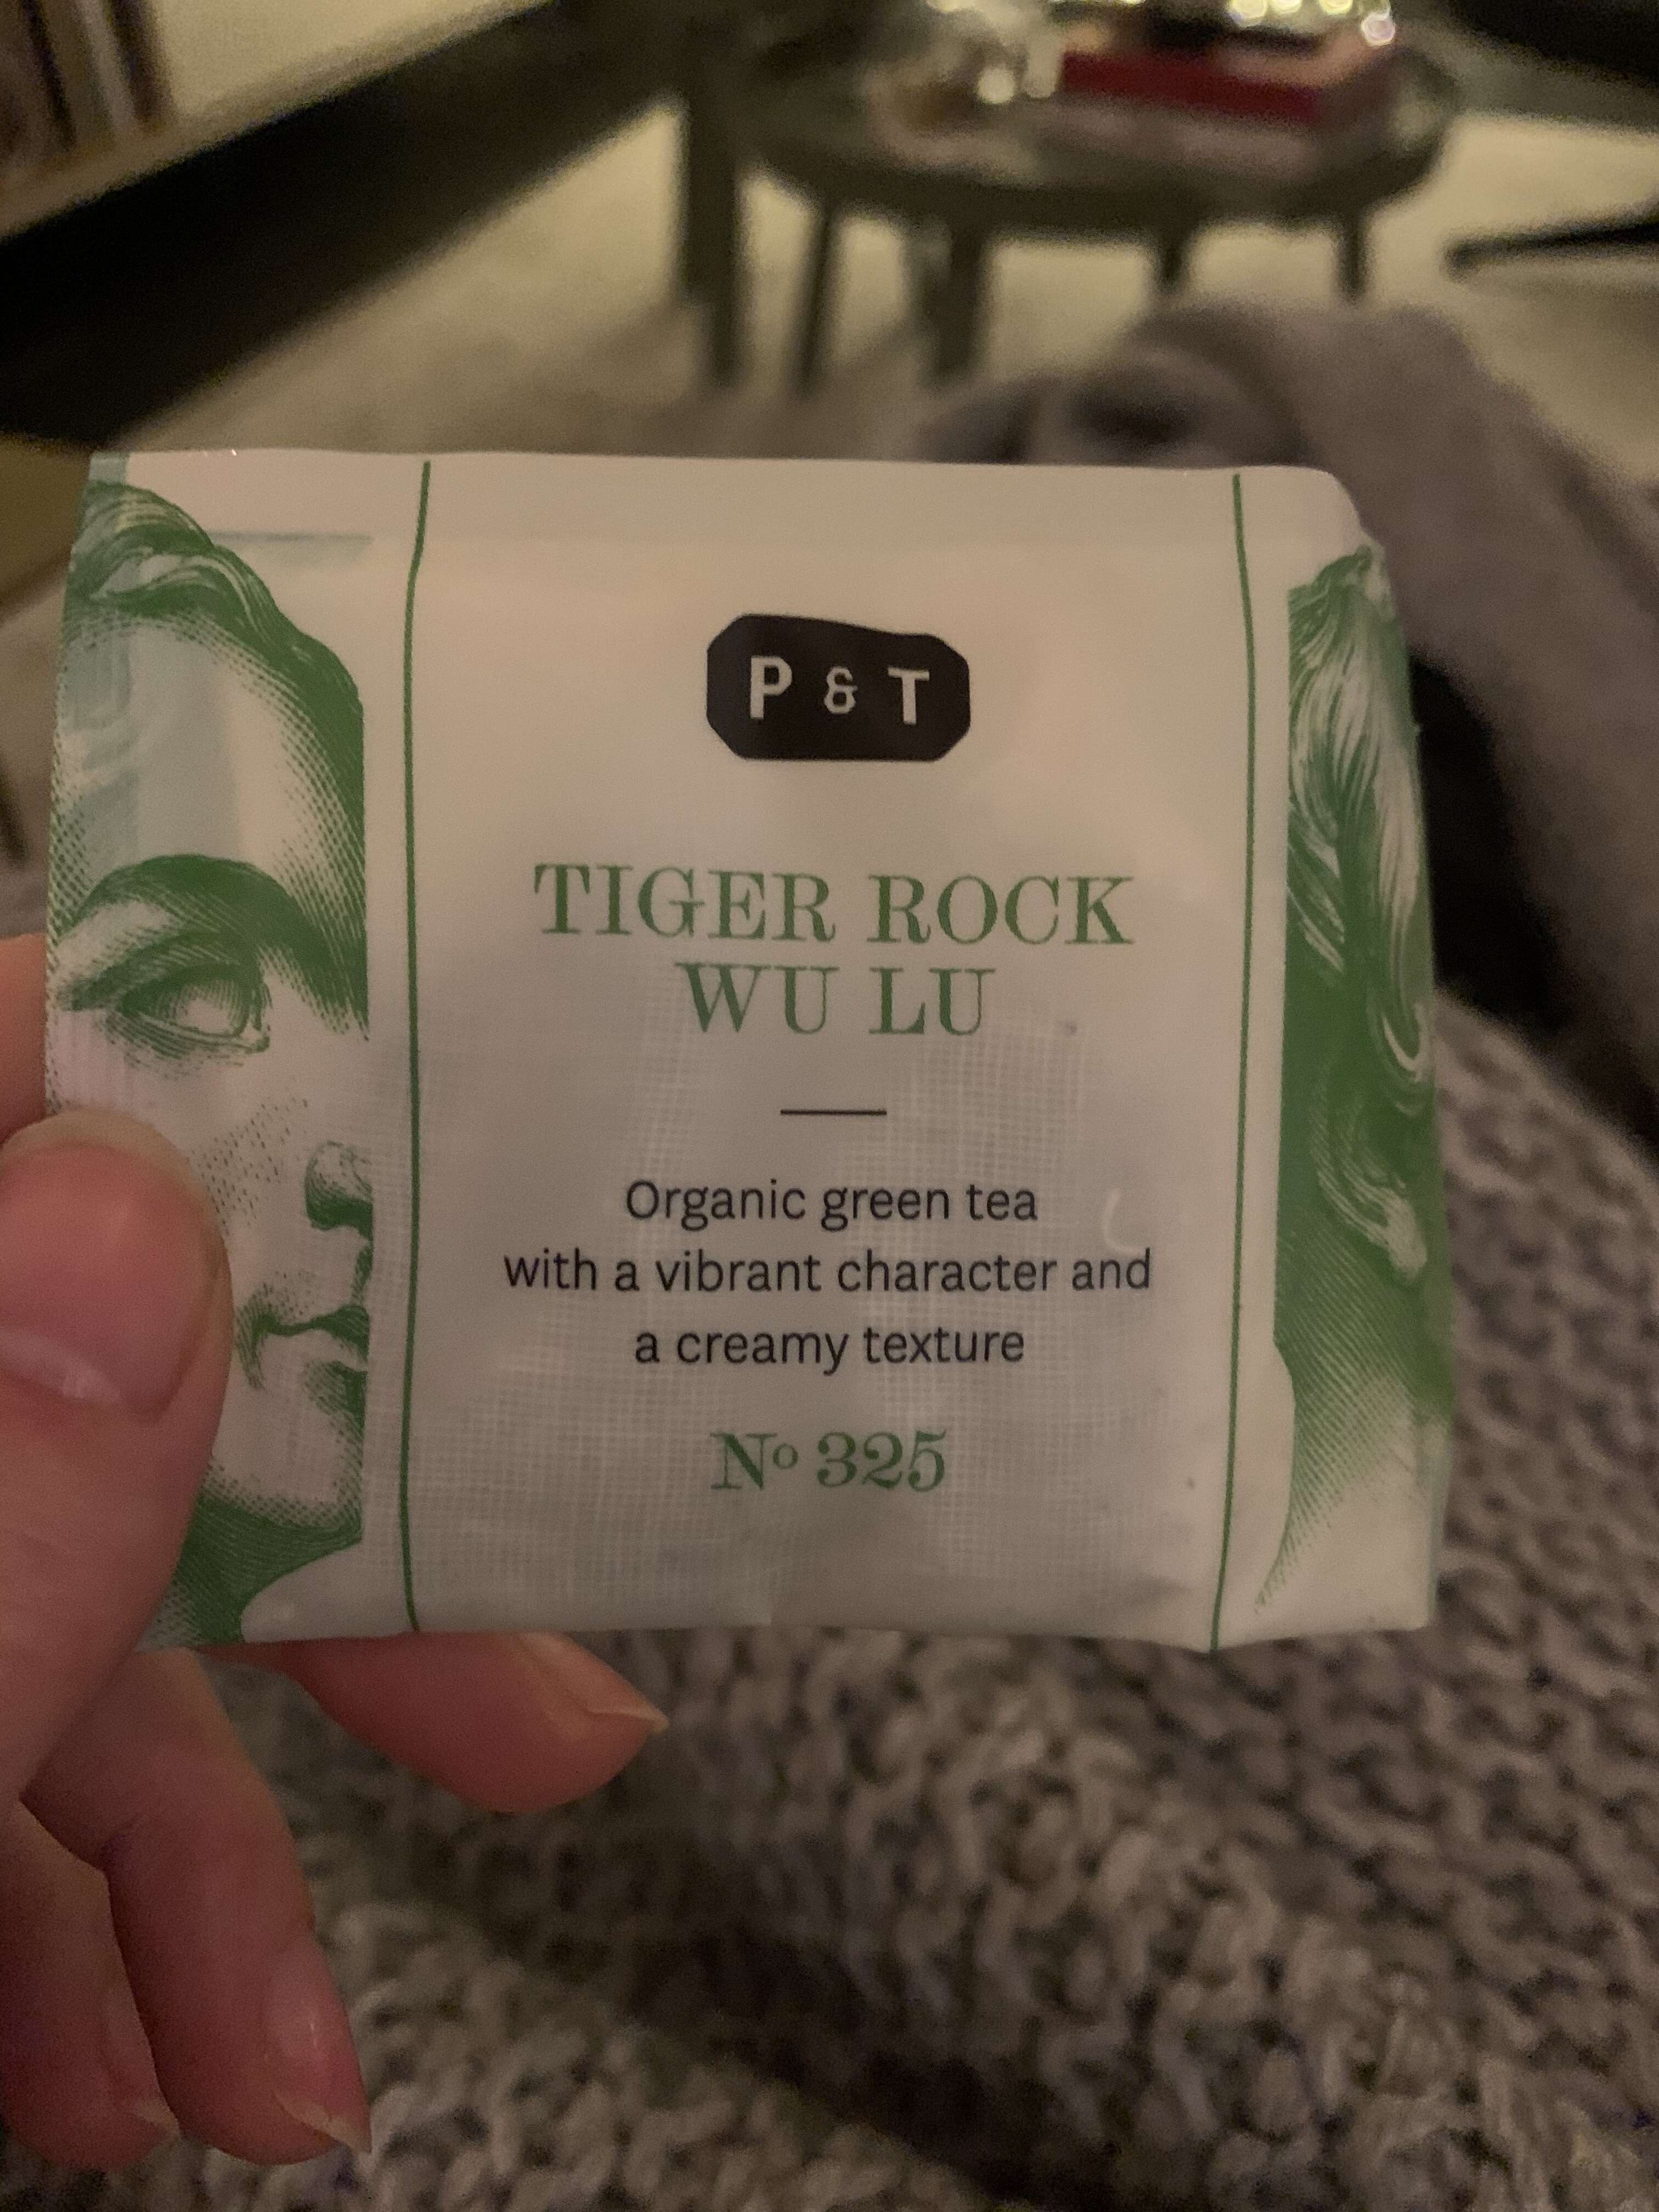 P & T
TIGER ROCK
WU LU
Organic green tea
with a vibrant character and
a creamy texture
Nº 325